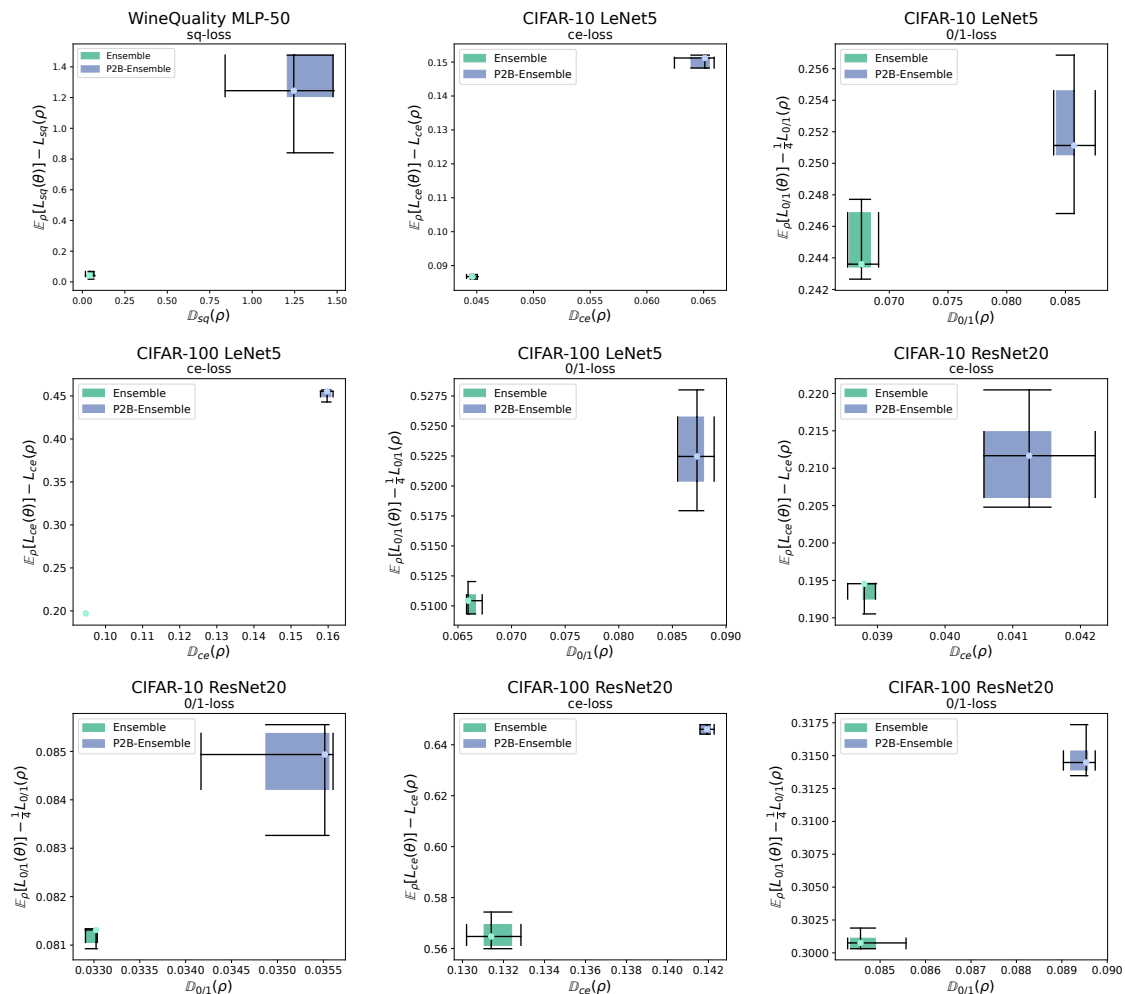 WineQuality MLP-50
sq-loss
Ensemble
P2B-Ensemble
1.4
1.2
1.0
0.8
0.6
0.4
0.2
0.0
0.00 0.25 0.50 0.75 1.00 1.25 1.50
𝔼ρ[Lsq(θ)] − Lsq(ρ)
𝔻sq(ρ)
CIFAR-10 LeNet5
ce-loss
Ensemble
P2B-Ensemble
0.15
0.14
0.13
0.12
0.11
0.10
0.09
0.045 0.050 0.055 0.060 0.065
𝔼ρ[Lce(θ)] − Lce(ρ)
𝔻ce(ρ)
CIFAR-10 LeNet5
0/1-loss
Ensemble
P2B-Ensemble
0.256
0.254
0.252
0.250
0.248
0.246
0.244
0.242
0.070 0.075 0.080 0.085
𝔼ρ[L0/1(θ)] − ¼L0/1(ρ)
𝔻0/1(ρ)
CIFAR-100 LeNet5
ce-loss
Ensemble
P2B-Ensemble
0.45
0.40
0.35
0.30
0.25
0.20
0.10 0.11 0.12 0.13 0.14 0.15 0.16
𝔼ρ[Lce(θ)] − Lce(ρ)
𝔻ce(ρ)
CIFAR-100 LeNet5
0/1-loss
Ensemble
P2B-Ensemble
0.5275
0.5250
0.5225
0.5200
0.5175
0.5150
0.5125
0.5100
0.065 0.070 0.075 0.080 0.085 0.090
𝔼ρ[L0/1(θ)] − ¼L0/1(ρ)
𝔻0/1(ρ)
CIFAR-10 ResNet20
ce-loss
Ensemble
P2B-Ensemble
0.220
0.215
0.210
0.205
0.200
0.195
0.190
0.039 0.040 0.041 0.042
𝔼ρ[Lce(θ)] − Lce(ρ)
𝔻ce(ρ)
CIFAR-10 ResNet20
0/1-loss
Ensemble
P2B-Ensemble
0.085
0.084
0.083
0.082
0.081
0.0330 0.0335 0.0340 0.0345 0.0350 0.0355
𝔼ρ[L0/1(θ)] − ¼L0/1(ρ)
𝔻0/1(ρ)
CIFAR-100 ResNet20
ce-loss
Ensemble
P2B-Ensemble
0.64
0.62
0.60
0.58
0.56
0.130 0.132 0.134 0.136 0.138 0.140 0.142
𝔼ρ[Lce(θ)] − Lce(ρ)
𝔻ce(ρ)
CIFAR-100 ResNet20
0/1-loss
Ensemble
P2B-Ensemble
0.3175
0.3150
0.3125
0.3100
0.3075
0.3050
0.3025
0.3000
0.085 0.086 0.087 0.088 0.089 0.090
𝔼ρ[L0/1(θ)] − ¼L0/1(ρ)
𝔻0/1(ρ)